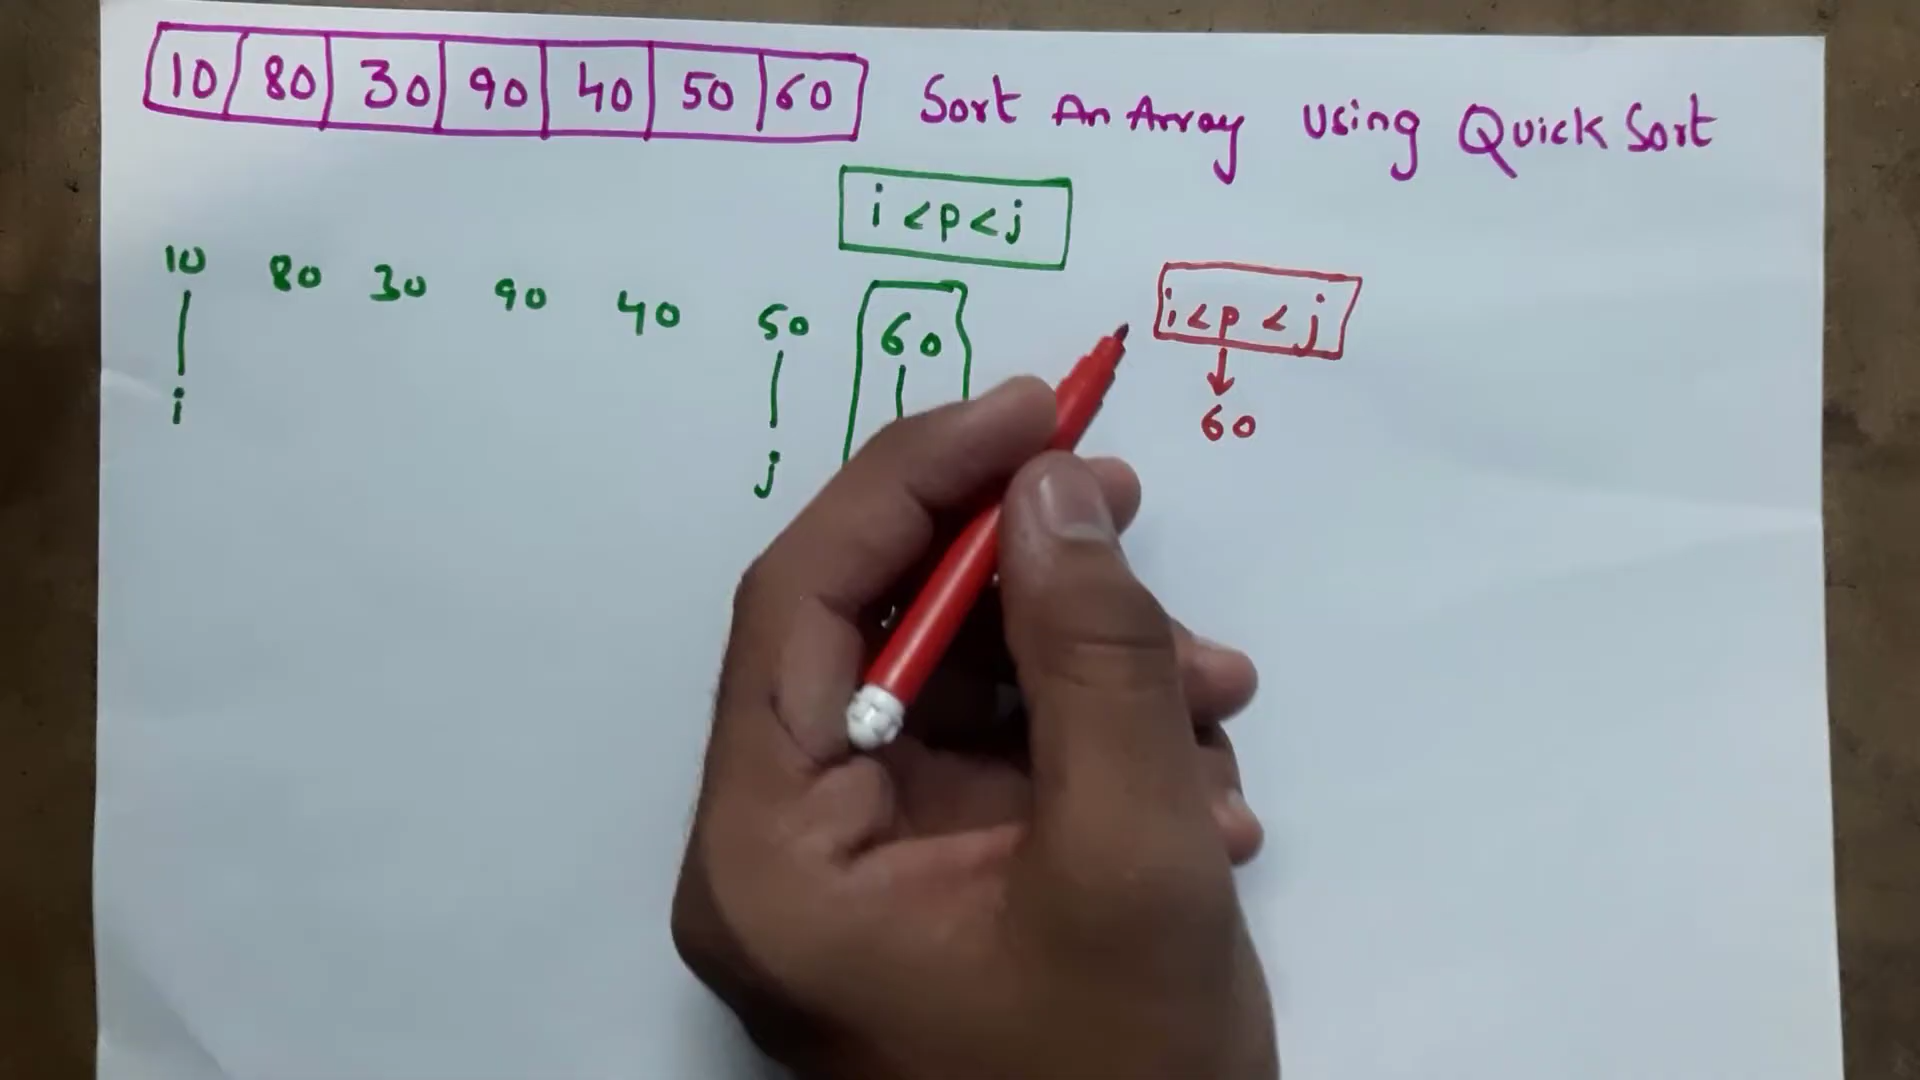 10 80 30 90 40 50 60 Sort An Array Using Quick Sort
i < p < j
10 80 30 90 40 50 60
i < p < j
60
i
j